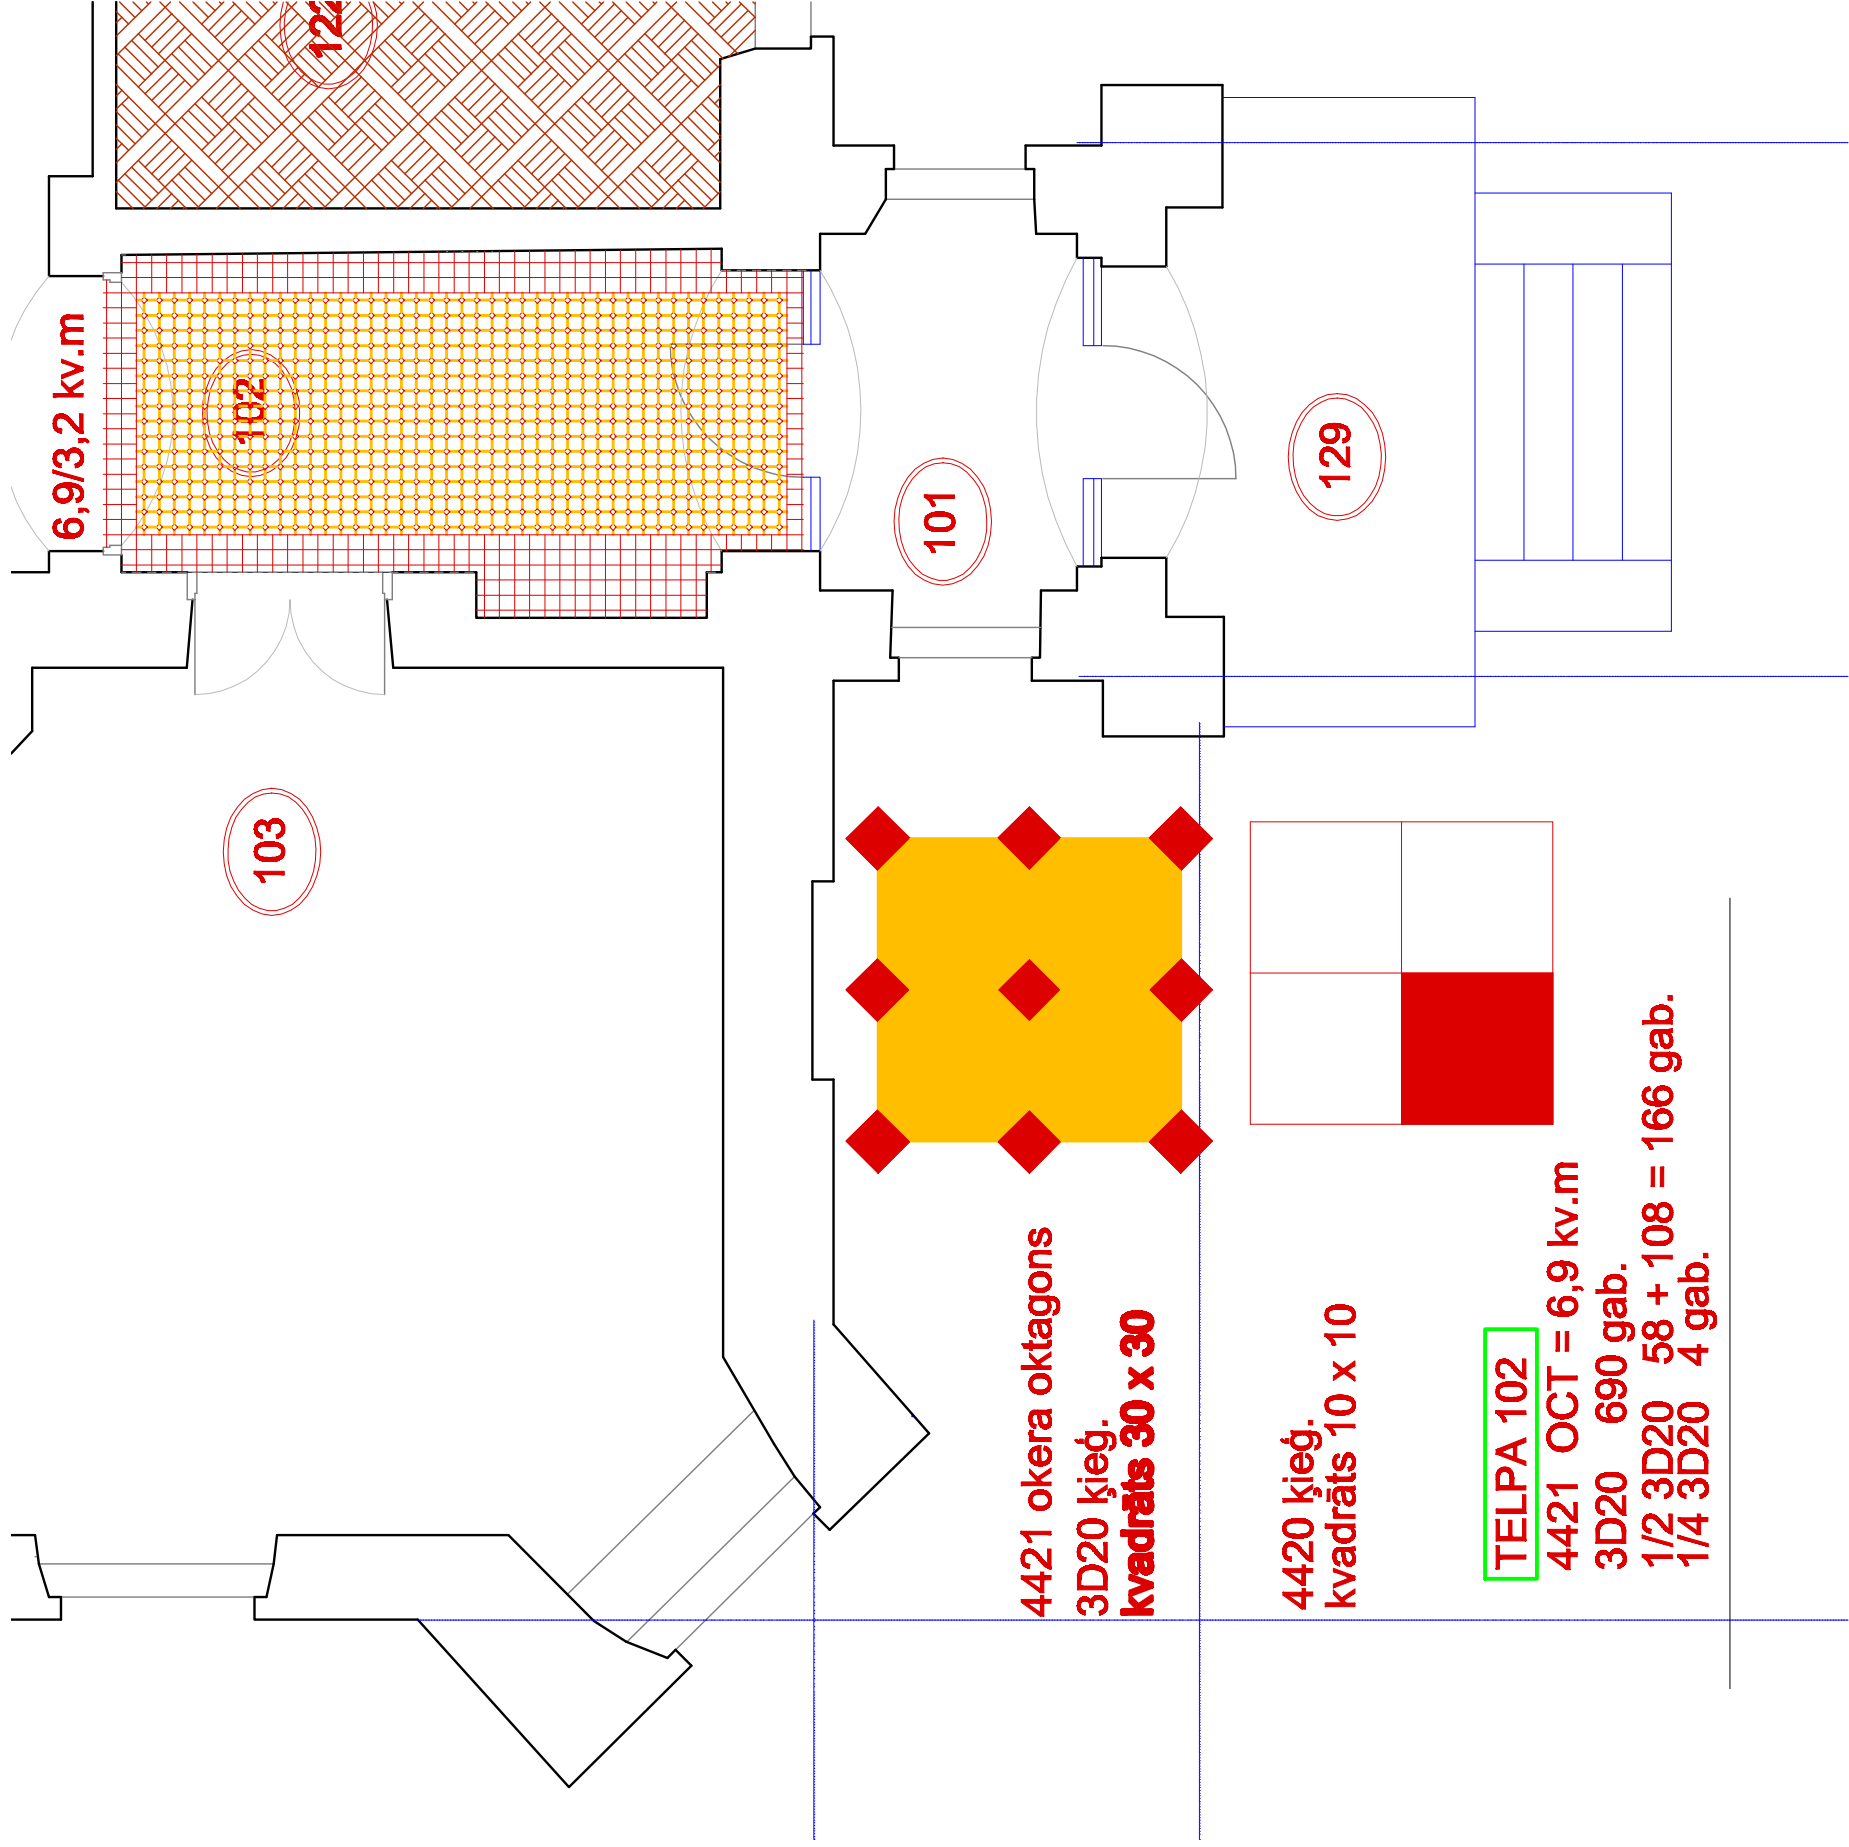 122
6,9/3,2 kv.m
102
101
129
103
4421 okera oktagons
3D20 ķieģ.
kvadrāts 30 x 30
4420 ķieģ.
kvadrāts 10 x 10
TELPA 102
4421 OCT = 6,9 kv.m
3D20 690 gab.
1/2 3D20 58 + 108 = 166 gab.
1/4 3D20 4 gab.